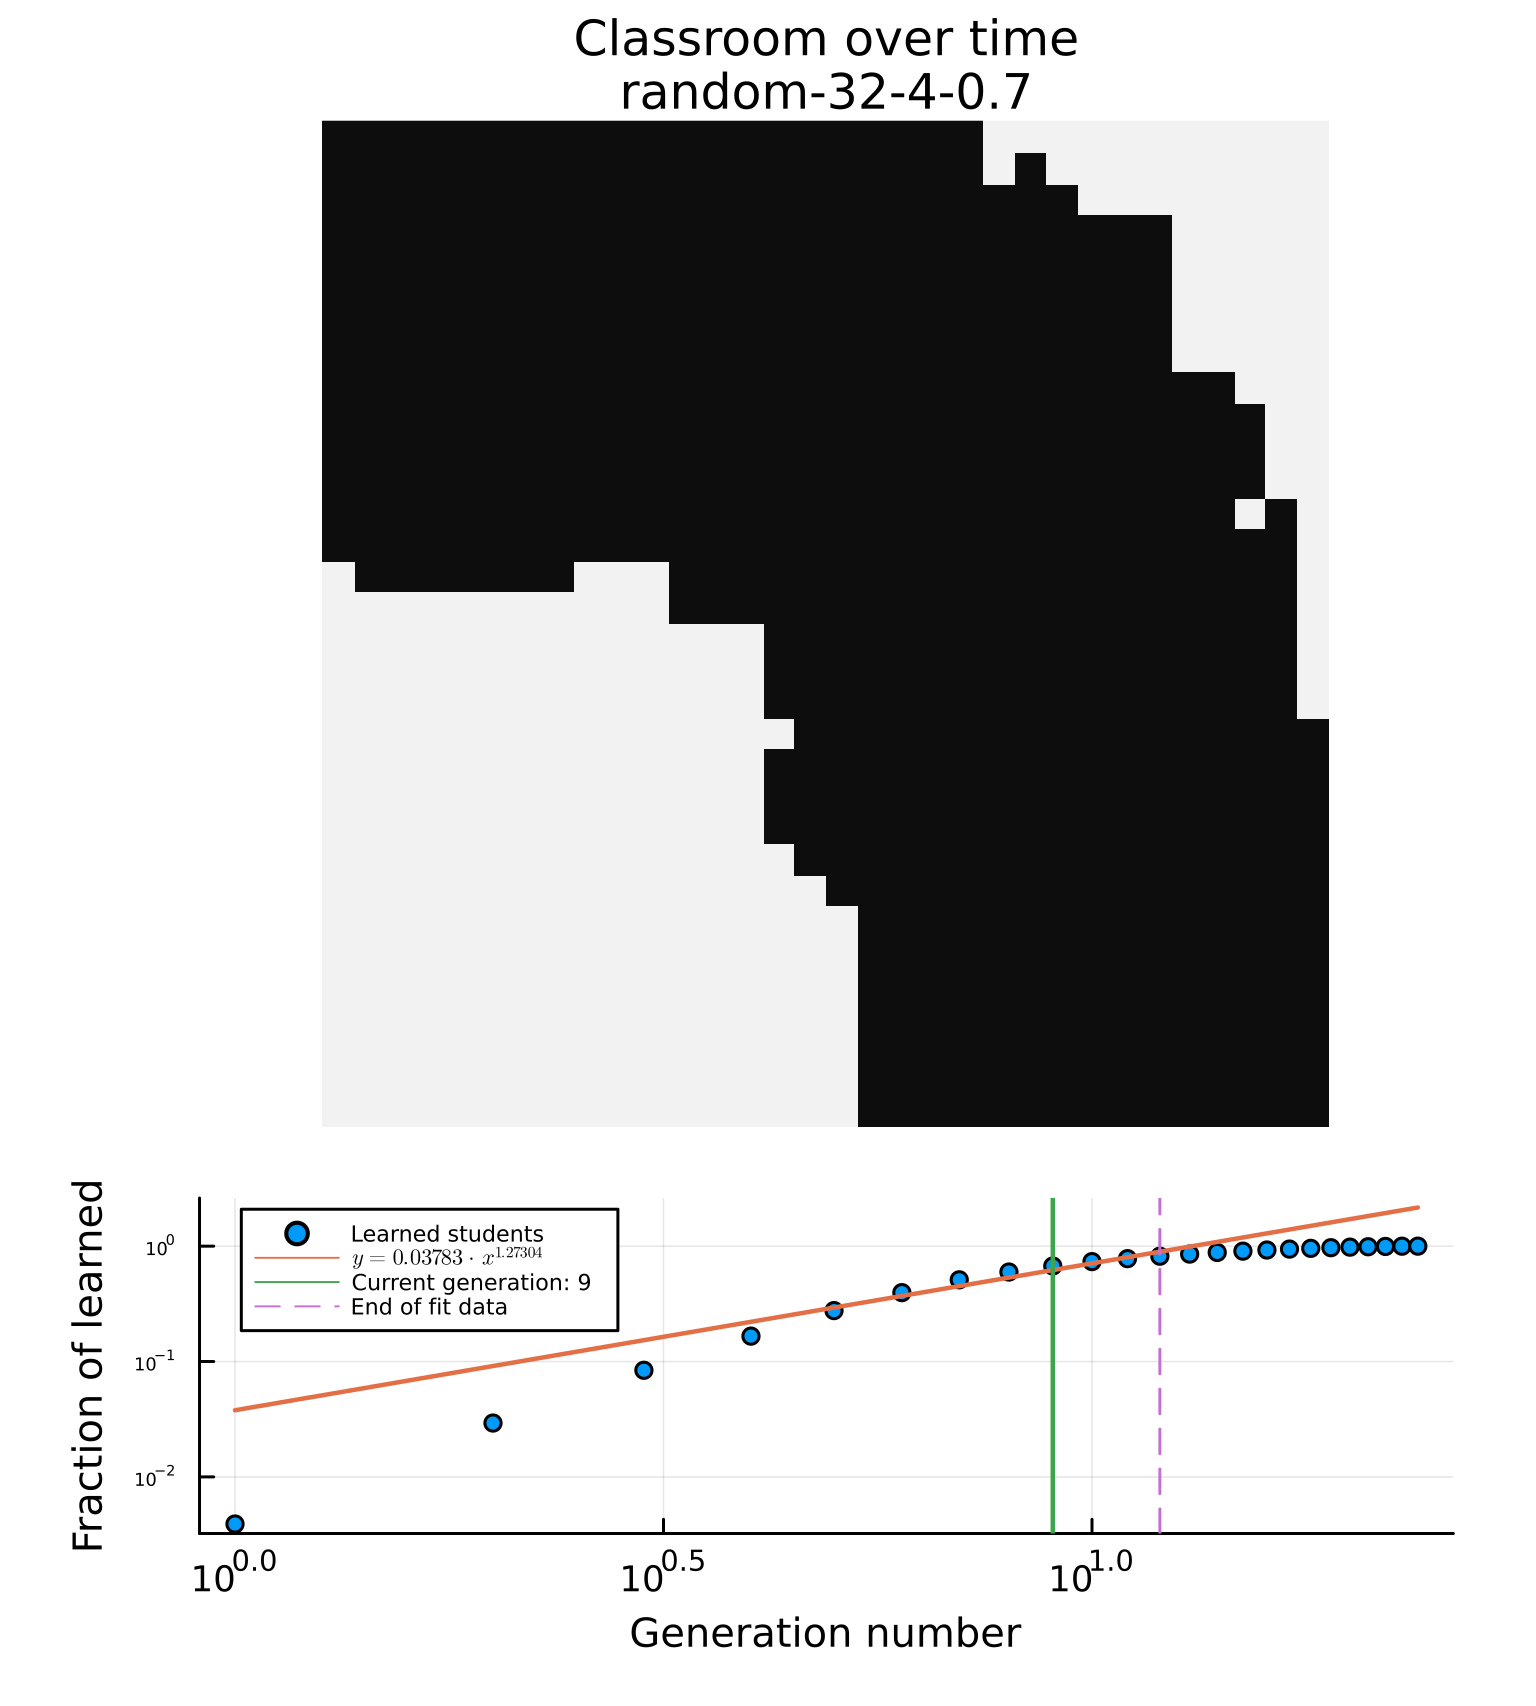 Classroom over time
random-32-4-0.7
Fraction of learned
10^0
10^-1
10^-2
Learned students
y = 0.03783 · x^1.27304
Current generation: 9
End of fit data
10^0.0 10^0.5 10^1.0
Generation number